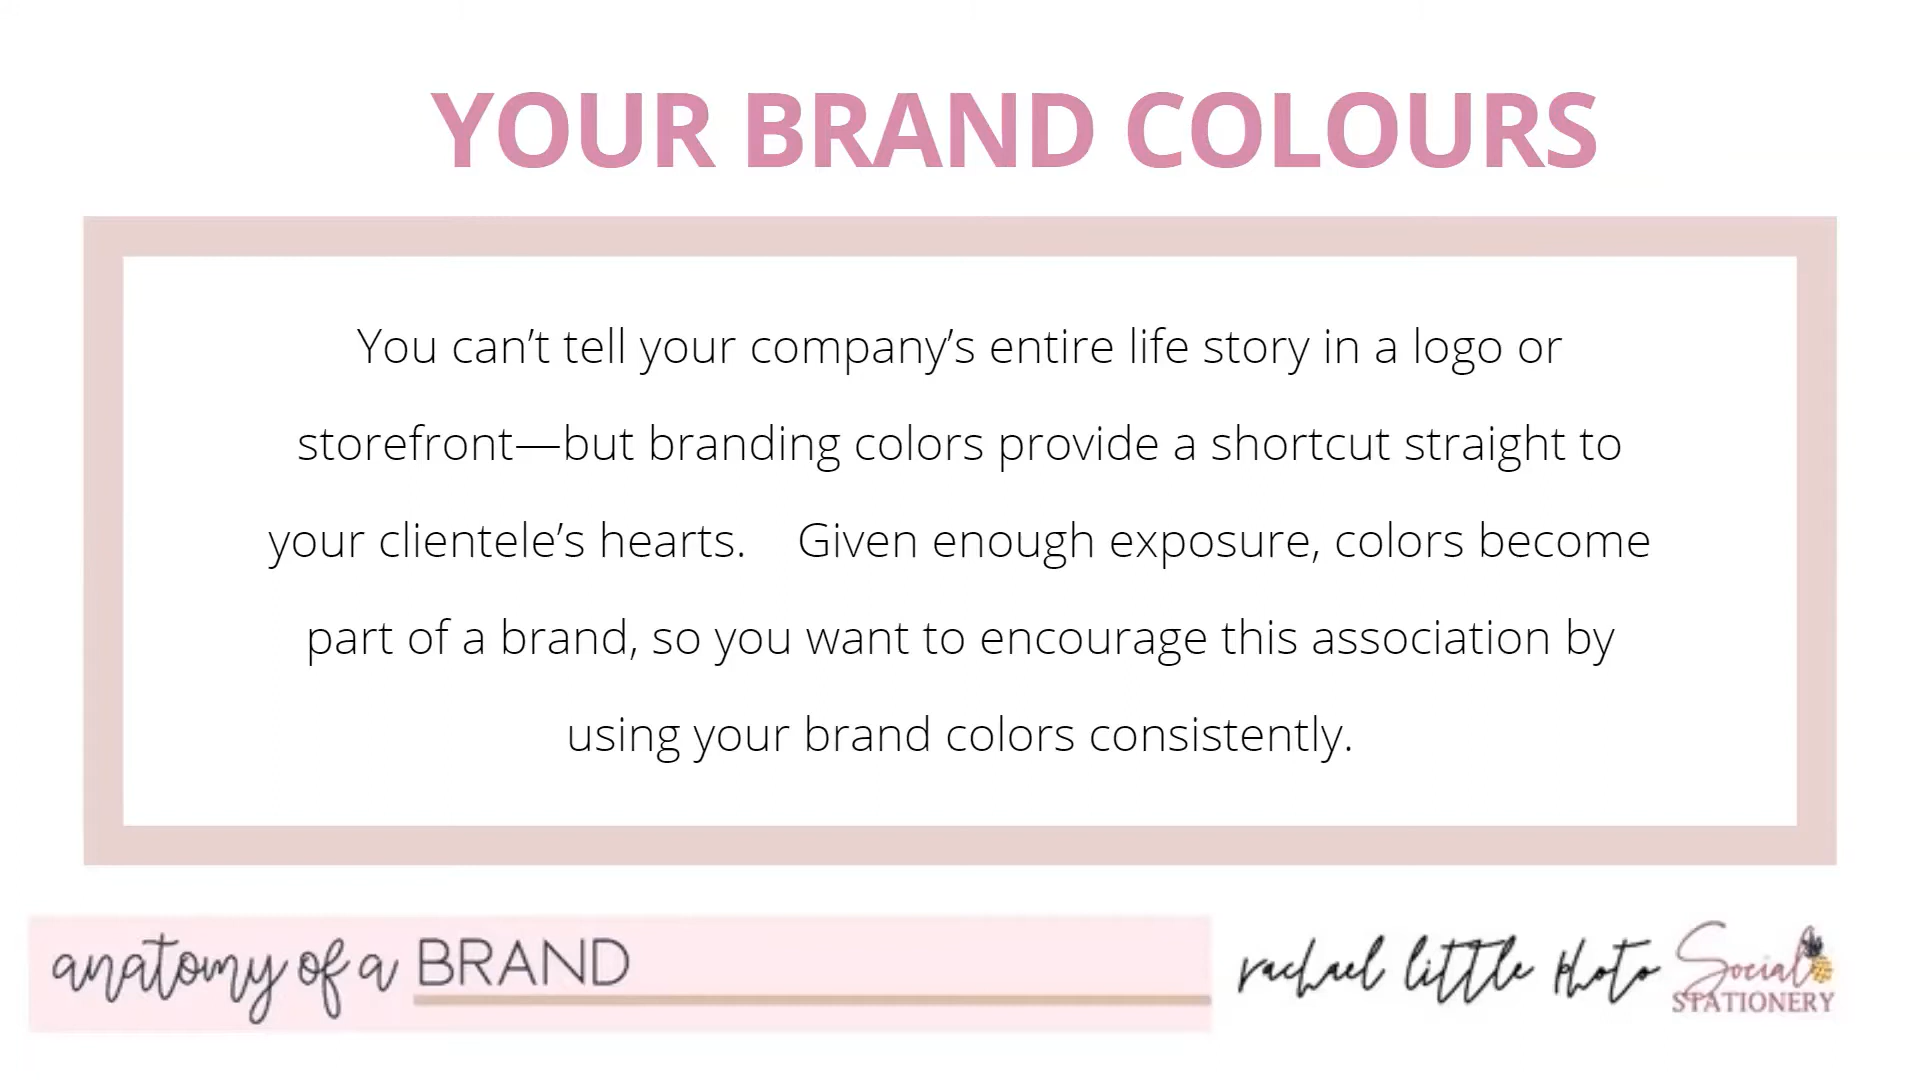 YOUR BRAND COLOURS
You can’t tell your company’s entire life story in a logo or
storefront—but branding colors provide a shortcut straight to
your clientele’s hearts.    Given enough exposure, colors become
part of a brand, so you want to encourage this association by
using your brand colors consistently.
anatomy of a BRAND
rachael little photo
Social
STATIONERY